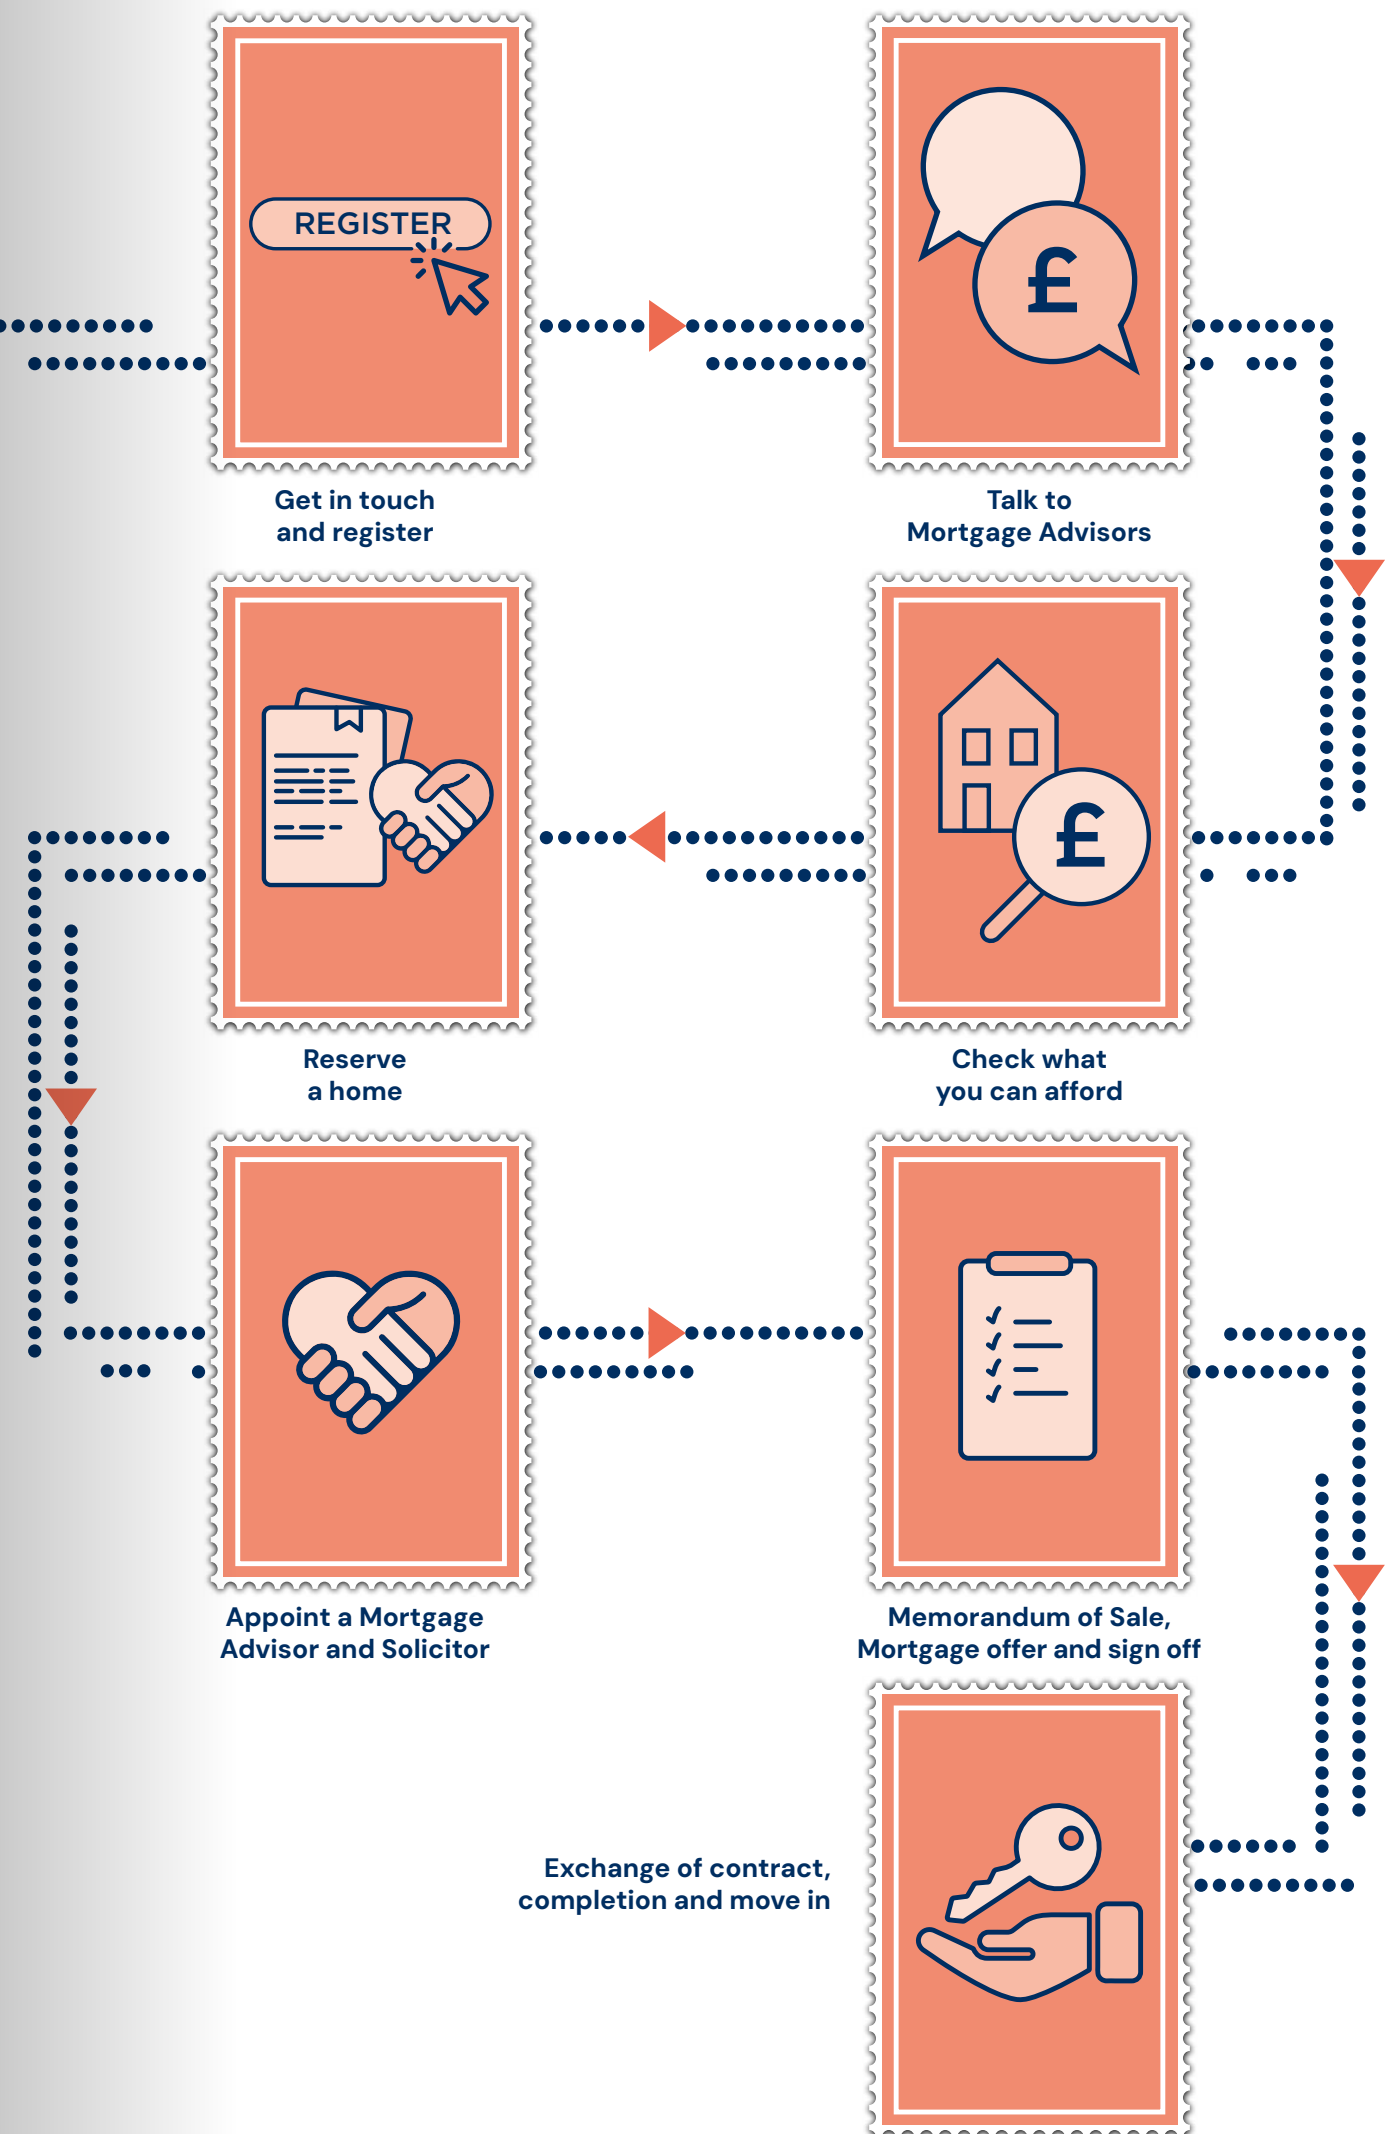 REGISTER
£
Get in touch
and register
Talk to
Mortgage Advisors
£
Check what
you can afford
Reserve
a home
Appoint a Mortgage
Advisor and Solicitor
Memorandum of Sale,
Mortgage offer and sign off
Exchange of contract,
completion and move in